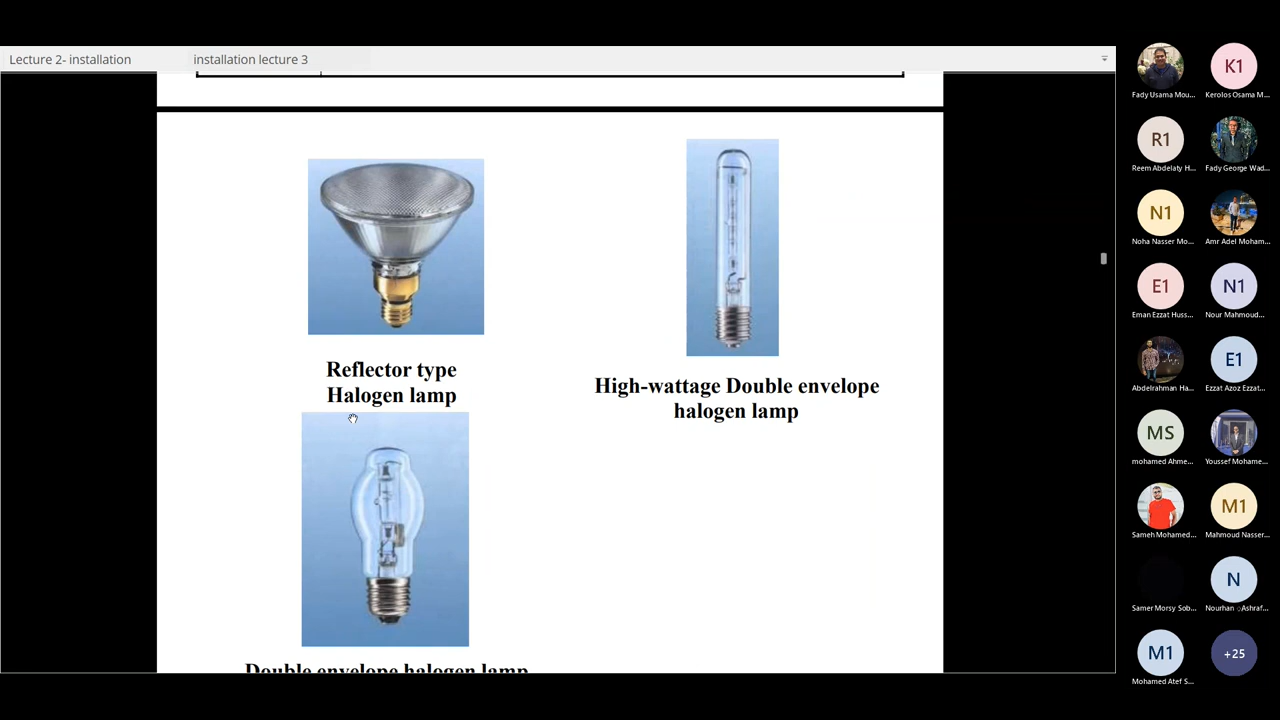 Lecture 2- installation
installation lecture 3
Reflector type
Halogen lamp
High-wattage Double envelope
halogen lamp
Double envelope halogen lamp
Fady Usama Mou...
K1
Kerolos Osama M...
R1
Reem Abdelaty H...
Fady George Wad...
N1
Noha Nasser Mo...
Amr Adel Moham...
E1
Eman Ezzat Huss...
N1
Nour Mahmoud...
Abdelrahman Ha...
E1
Ezzat Azoz Ezzat...
MS
mohamed Ahme...
Youssef Mohame...
Sameh Mohamed...
M1
Mahmoud Nasser...
Samer Morsy Sob...
N
Nourhan ۞Ashraf...
M1
Mohamed Atef S...
+25